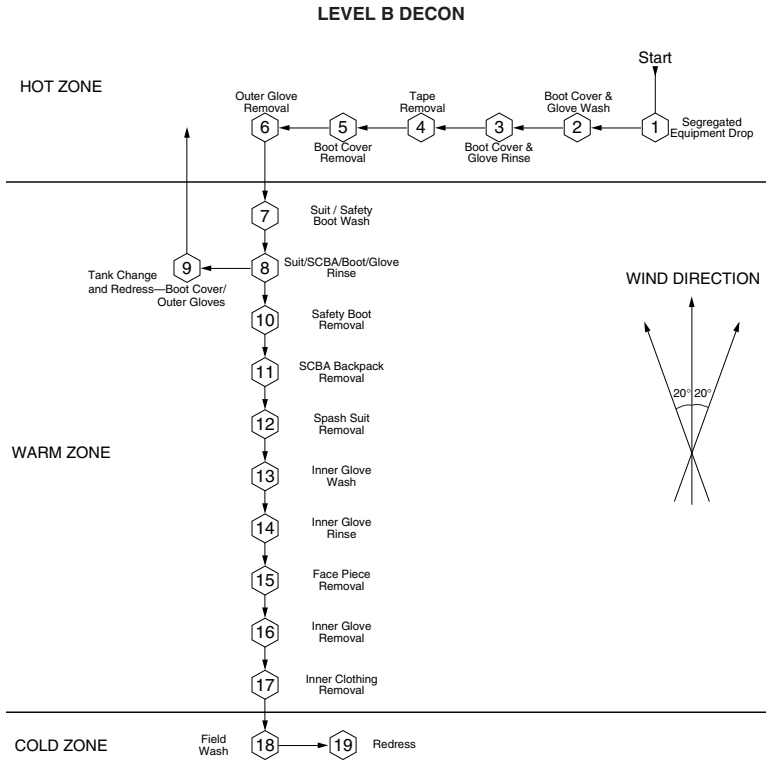 LEVEL B DECON
HOT ZONE
Start
1
Segregated
Equipment Drop
Boot Cover &
Glove Wash
2
3
Boot Cover &
Glove Rinse
Tape
Removal
4
5
Boot Cover
Removal
Outer Glove
Removal
6
7
Suit / Safety
Boot Wash
8
Suit/SCBA/Boot/Glove
Rinse
9
Tank Change
and Redress—Boot Cover/
Outer Gloves
10
Safety Boot
Removal
11
SCBA Backpack
Removal
12
Spash Suit
Removal
WARM ZONE
13
Inner Glove
Wash
14
Inner Glove
Rinse
15
Face Piece
Removal
16
Inner Glove
Removal
17
Inner Clothing
Removal
WIND DIRECTION
20° 20°
COLD ZONE
Field
Wash
18
19
Redress